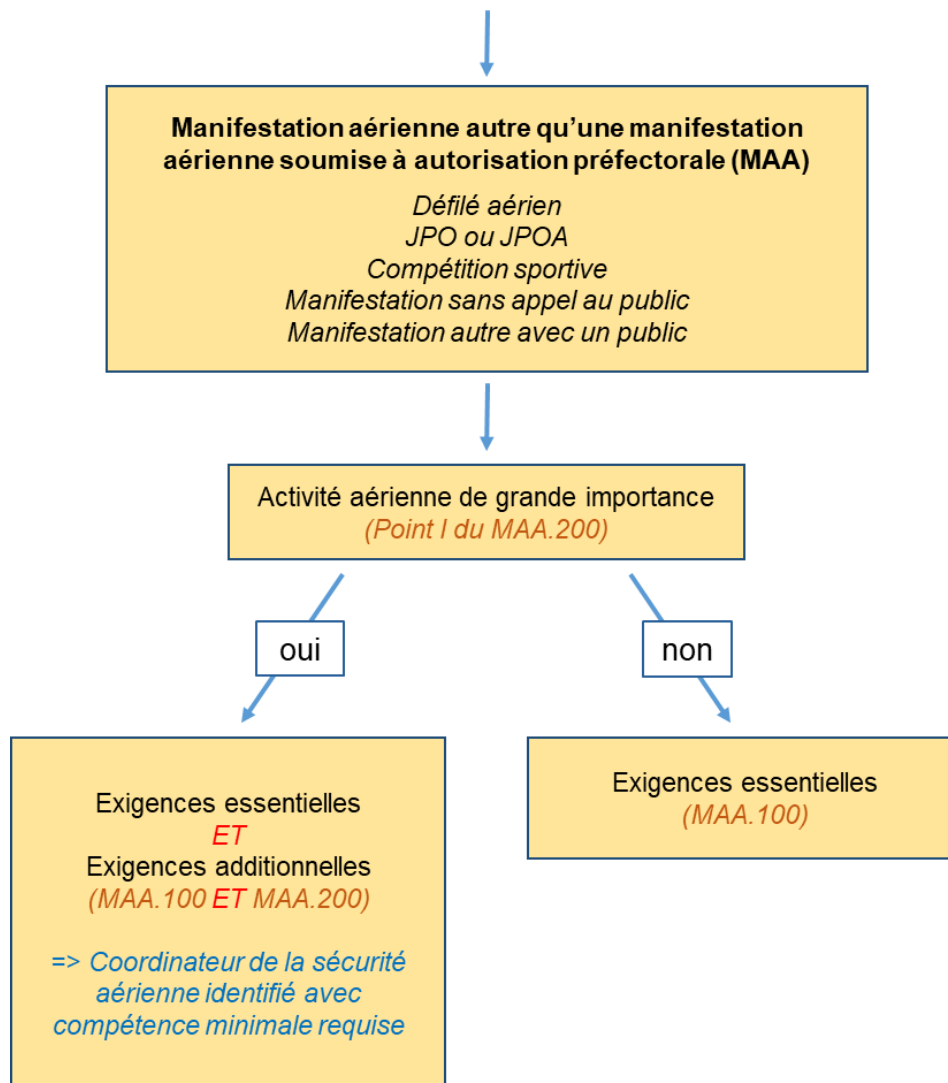 Manifestation aérienne autre qu’une manifestation
aérienne soumise à autorisation préfectorale (MAA)
Défilé aérien
JPO ou JPOA
Compétition sportive
Manifestation sans appel au public
Manifestation autre avec un public
Activité aérienne de grande importance
(Point I du MAA.200)
oui
non
Exigences essentielles
ET
Exigences additionnelles
(MAA.100 ET MAA.200)
=> Coordinateur de la sécurité
aérienne identifié avec
compétence minimale requise
Exigences essentielles
(MAA.100)